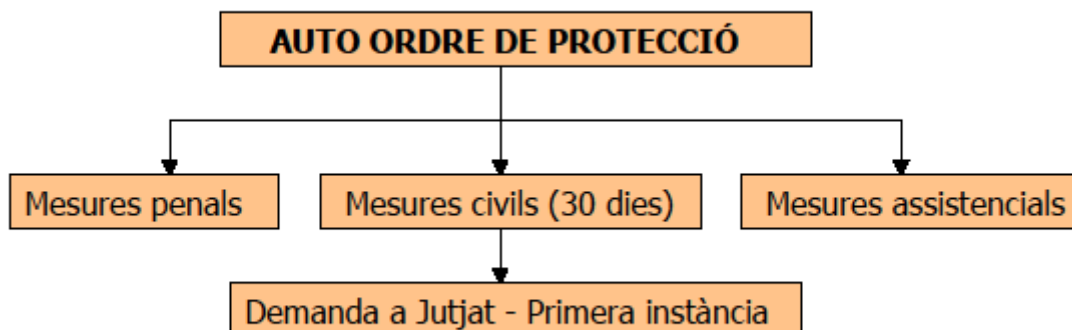 AUTO ORDRE DE PROTECCIÓ
Mesures penals
Mesures civils (30 dies)
Mesures assistencials
Demanda a Jutjat - Primera instància